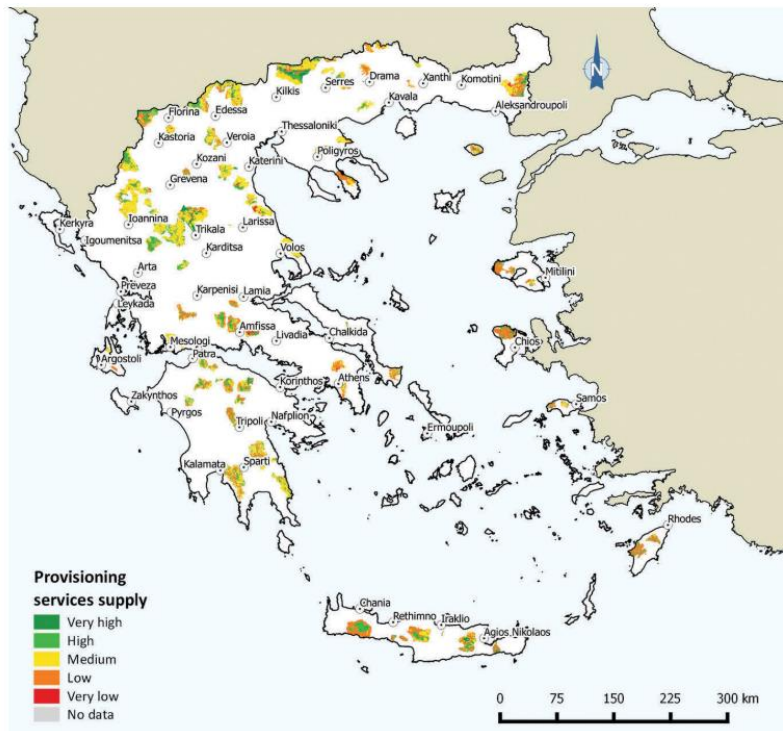 N
Drama
Xanthi
Komotini
Serres
Kilkis
Kavala
Aleksandroupoli
Florina
Edessa
Thessaloniki
Kastoria
Veroia
Poligyros
Kozani
Katerini
Grevena
Kerkyra
Ioannina
Larissa
Igoumenitsa
Trikala
Karditsa
Volos
Mitilini
Arta
Preveza
Karpenisi
Lamia
Leykada
Amfissa
Mesologi
Livadia
Chalkida
Chios
Patra
Argostoli
Korinthos
Athens
Zakynthos
Samos
Pyrgos
Nafplion
Tripoli
Ermoupoli
Kalamata
Sparti
Rhodes
Provisioning
services supply
Very high
High
Medium
Low
Very low
No data
Chania
Rethimno
Iraklio
Agios Nikolaos
0 75 150 225 300 km